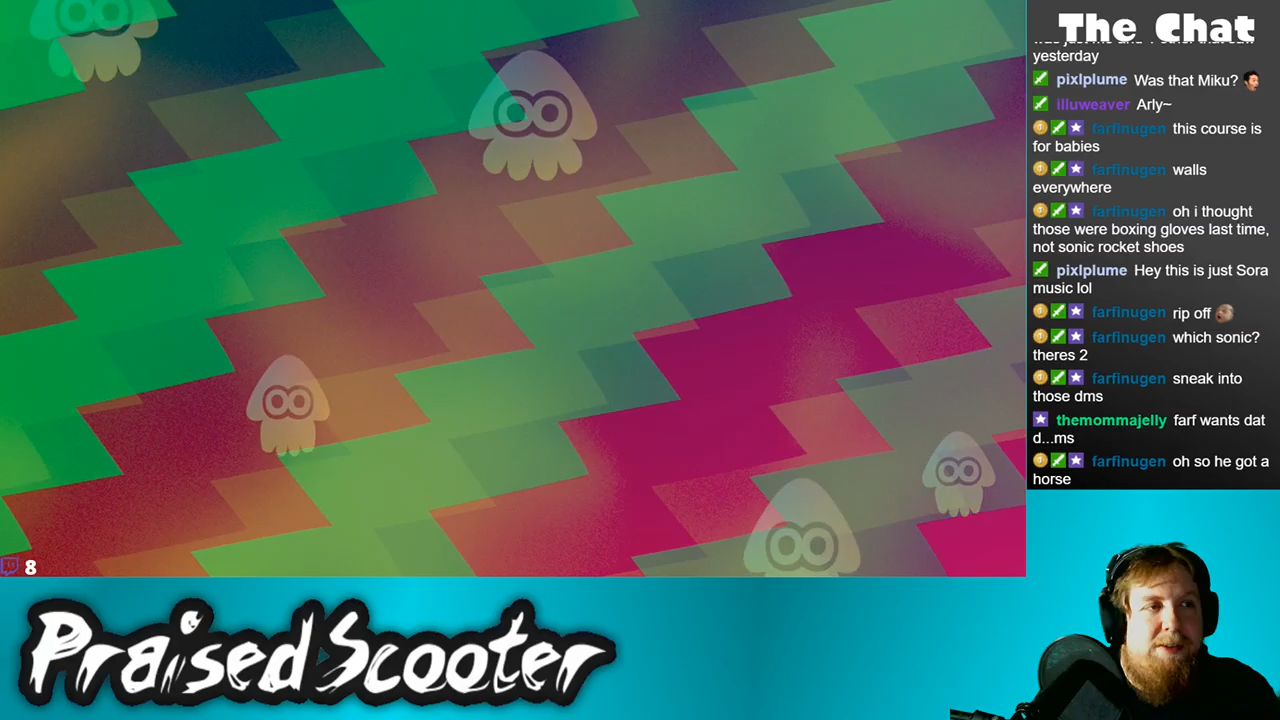 The Chat
yesterday
pixlplume Was that Miku?
illuweaver Arly~
farfinugen this course is
for babies
farfinugen walls
everywhere
farfinugen oh i thought
those were boxing gloves last time,
not sonic rocket shoes
pixlplume Hey this is just Sora
music lol
farfinugen rip off
farfinugen which sonic?
theres 2
farfinugen sneak into
those dms
themommajelly farf wants dat
d...ms
farfinugen oh so he got a
horse
8
PraisedScooter